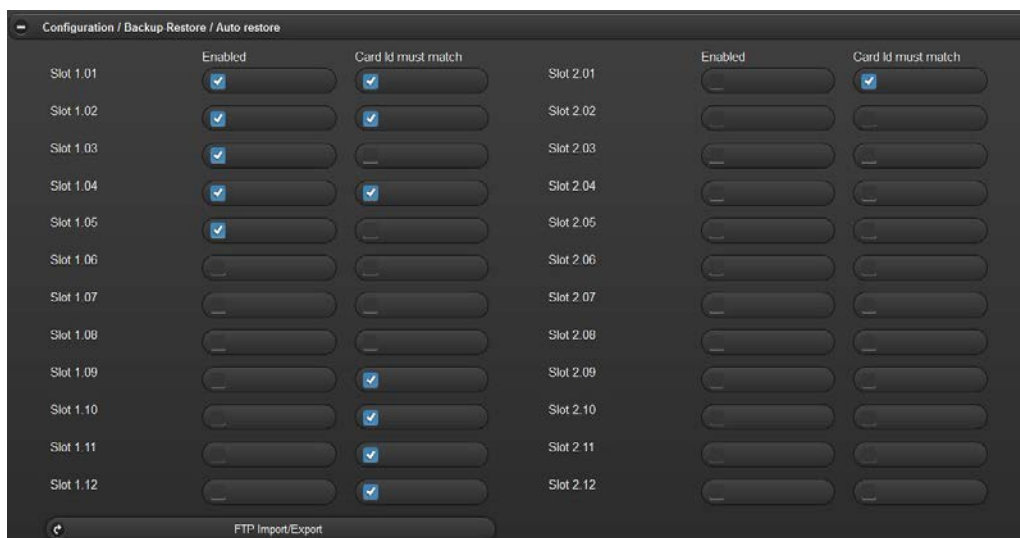 Configuration / Backup-Restore / Auto restore
Enabled Card Id must match Enabled Card Id must match
Slot 1.01 Slot 2.01
Slot 1.02 Slot 2.02
Slot 1.03 Slot 2.03
Slot 1.04 Slot 2.04
Slot 1.05 Slot 2.05
Slot 1.06 Slot 2.06
Slot 1.07 Slot 2.07
Slot 1.08 Slot 2.08
Slot 1.09 Slot 2.09
Slot 1.10 Slot 2.10
Slot 1.11 Slot 2.11
Slot 1.12 Slot 2.12
FTP Import/Export